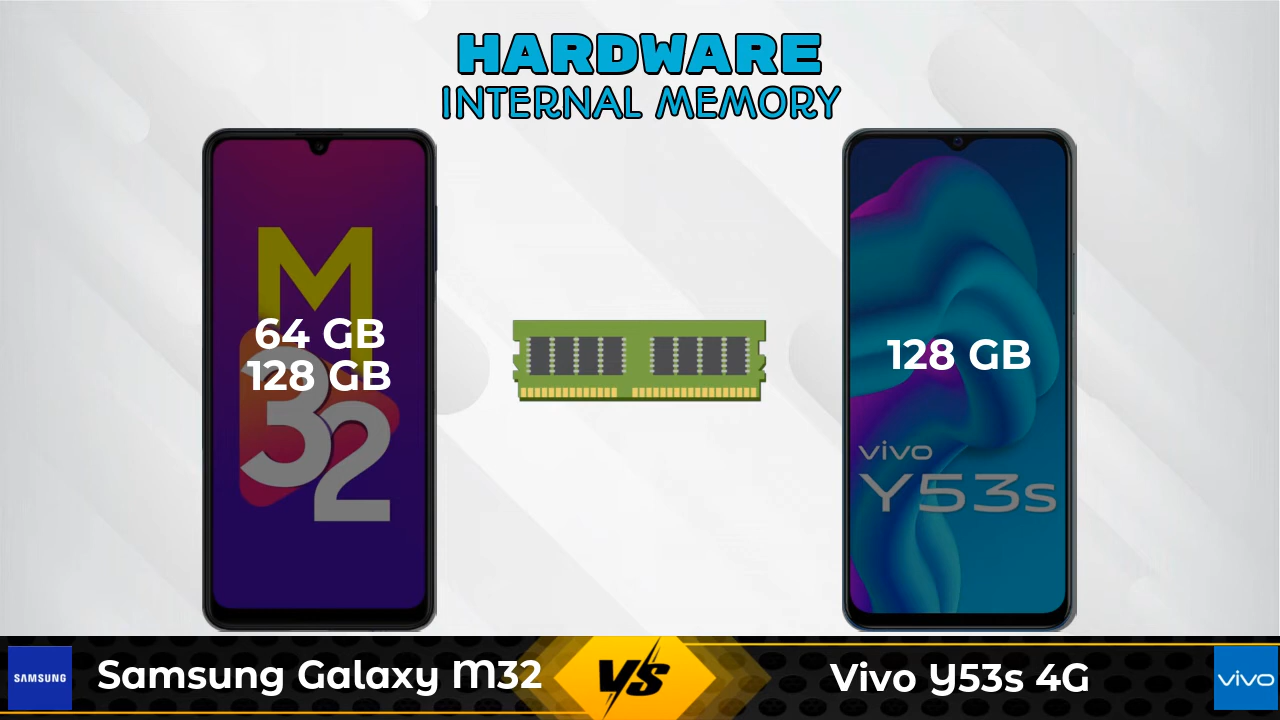 HARDWARE
INTERNAL MEMORY
M
32
64 GB
128 GB
128 GB
vivo
Y53s
SAMSUNG
Samsung Galaxy M32
VS
Vivo Y53s 4G
vivo